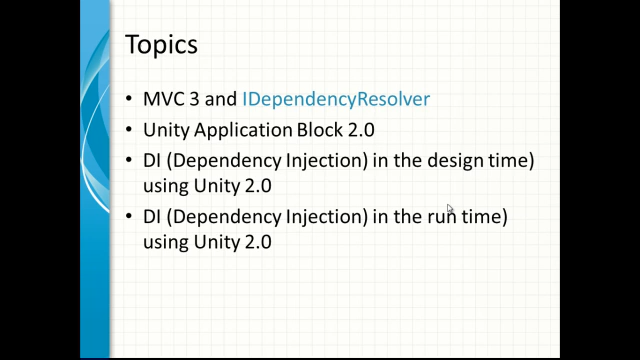 Topics
• MVC 3 and IDependencyResolver
• Unity Application Block 2.0
• DI (Dependency Injection) in the design time)
using Unity 2.0
• DI (Dependency Injection) in the run time)
using Unity 2.0